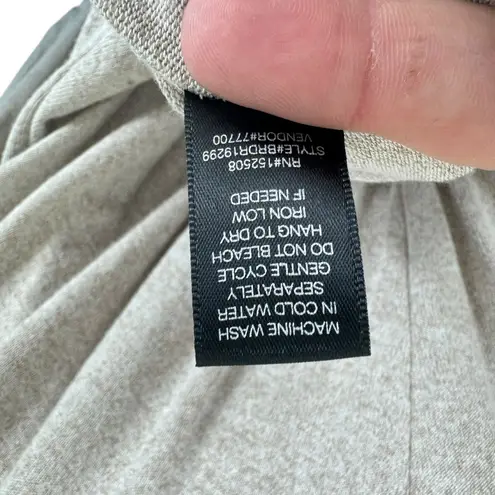 MACHINE WASH
IN COLD WATER
SEPARATELY
GENTLE CYCLE
DO NOT BLEACH
HANG TO DRY
IRON LOW
IF NEEDED
RN#152508
STYLE#BRDR19299
VENDOR#77700